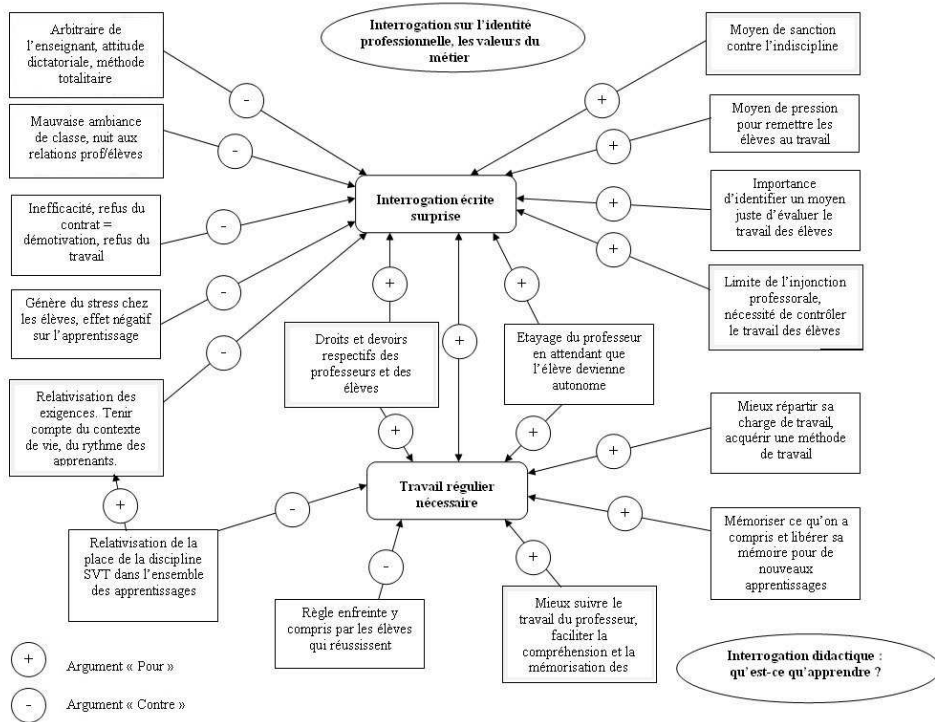 Arbitraire de
l'enseignant, attitude
dictatoriale, méthode
totalitaire
Interrogation sur l'identité
professionnelle, les valeurs du
métier
Moyen de sanction
contre l'indiscipline
-
+
Mauvaise ambiance
de classe, nuit aux
relations prof/élèves
-
Moyen de pression
pour remettre les
élèves au travail
+
Interrogation écrite
surprise
Inefficacité, refus du
contrat =
démotivation, refus du
travail
-
Importance
d'identifier un moyen
juste d'évaluer le
travail des élèves
+
+
Génère du stress chez
les élèves, effet négatif
sur l'apprentissage
-
Limite de l'injonction
professorale,
nécessité de contrôler
le travail des élèves
-
+
+
+
Droits et devoirs
respectifs des
professeurs et des
élèves
Etayage du professeur
en attendant que
l'élève devienne
autonome
Relativisation des
exigences. Tenir
compte du contexte
de vie, du rythme des
apprenants.
+
+
Mieux répartir sa
charge de travail,
acquérir une méthode
de travail
+
Travail régulier
nécessaire
+
-
+
Relativisation de la
place de la discipline
SVT dans l'ensemble
des apprentissages
Mémoriser ce qu'on a
compris et libérer sa
mémoire pour de
nouveaux
apprentissages
-
+
Règle enfreinte y
compris par les élèves
qui réussissent
Mieux suivre le
travail du professeur,
faciliter la
compréhension et la
mémorisation des
+
Argument « Pour »
-
Argument « Contre »
Interrogation didactique :
qu'est-ce qu'apprendre ?